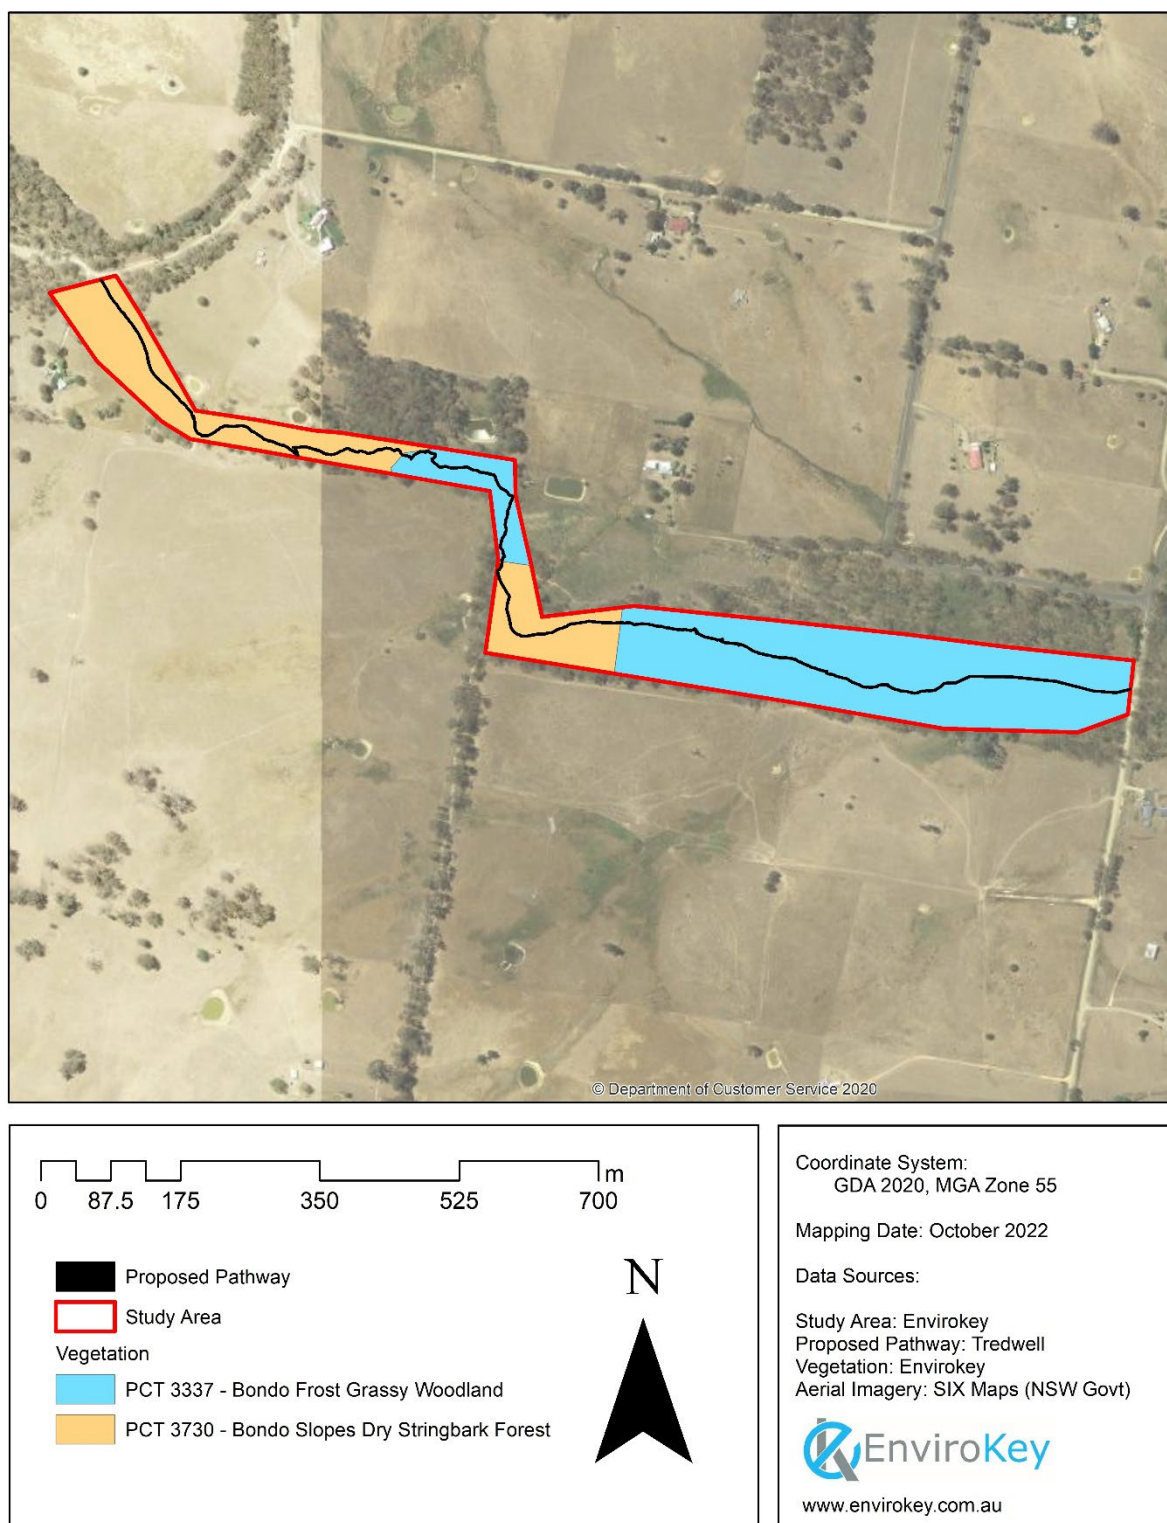 © Department of Customer Service 2020
0 87.5 175 350 525 700 m
Proposed Pathway
Study Area
Vegetation
PCT 3337 - Bondo Frost Grassy Woodland
PCT 3730 - Bondo Slopes Dry Stringbark Forest
N
Coordinate System:
GDA 2020, MGA Zone 55
Mapping Date: October 2022
Data Sources:
Study Area: Envirokey
Proposed Pathway: Tredwell
Vegetation: Envirokey
Aerial Imagery: SIX Maps (NSW Govt)
EnviroKey
www.envirokey.com.au